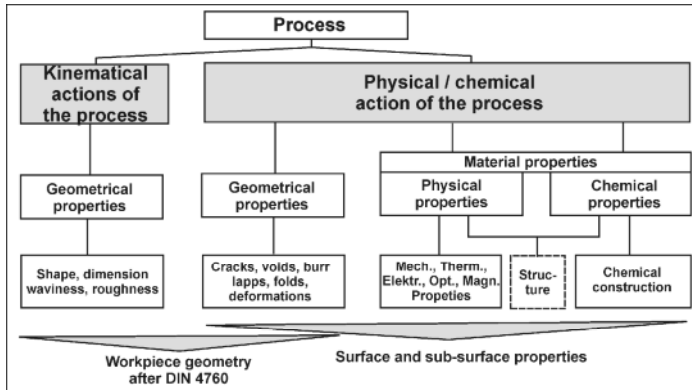 Process
Kinematical
actions of
the process
Physical / chemical
action of the process
Material properties
Geometrical
properties
Geometrical
properties
Physical
properties
Chemical
properties
Shape, dimension
waviness, roughness
Cracks, voids, burr
lapps, folds,
deformations
Mech., Therm.,
Elektr., Opt., Magn.
Propeties
Struc-
ture
Chemical
construction
Workpiece geometry
after DIN 4760
Surface and sub-surface properties